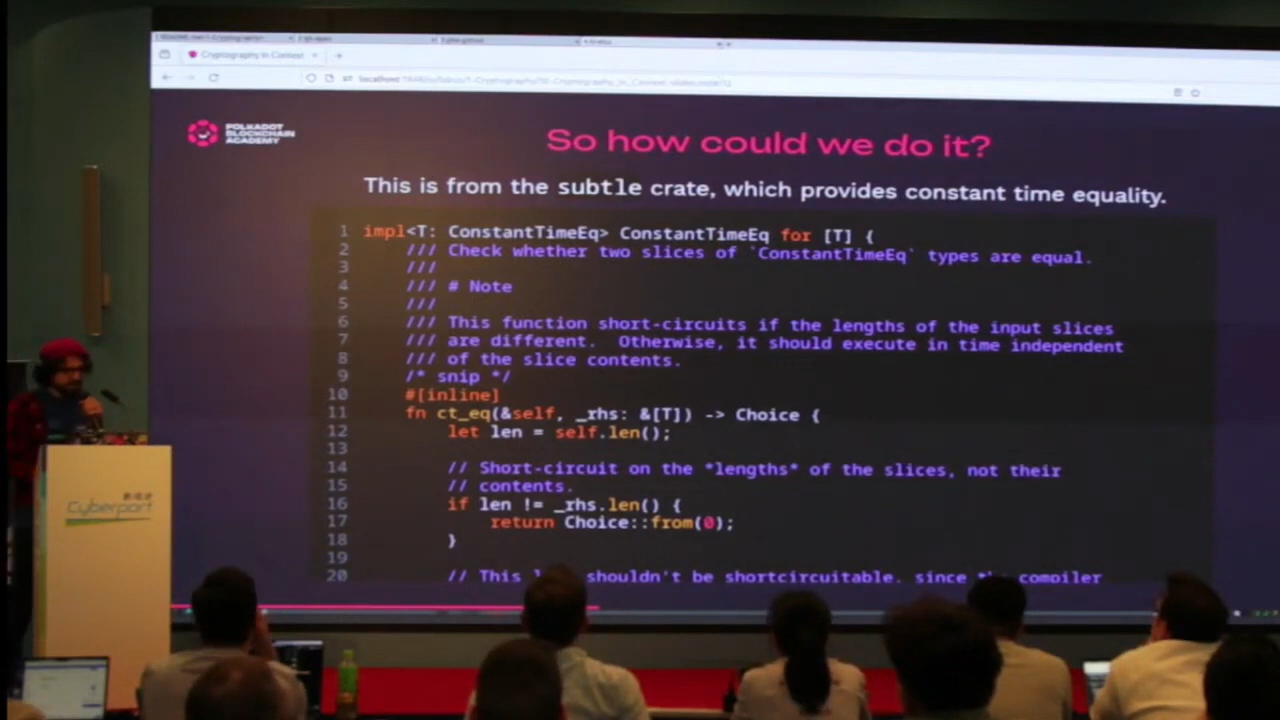 Cryptography in Context
localhost
POLKADOT
BLOCKCHAIN
ACADEMY
So how could we do it?
This is from the subtle crate, which provides constant time equality.
1 impl<T: ConstantTimeEq> ConstantTimeEq for [T] {
2 /// Check whether two slices of `ConstantTimeEq` types are equal.
3 ///
4 /// # Note
5 ///
6 /// This function short-circuits if the lengths of the input slices
7 /// are different. Otherwise, it should execute in time independent
8 /// of the slice contents.
9 /* snip */
10 #[inline]
11 fn ct_eq(&self, _rhs: &[T]) -> Choice {
12 let len = self.len();
13
14 // Short-circuit on the *lengths* of the slices, not their
15 // contents.
16 if len != _rhs.len() {
17 return Choice::from(0);
18 }
19
20 // This shouldn't be shortcircuitable, since compiler
Cyberport